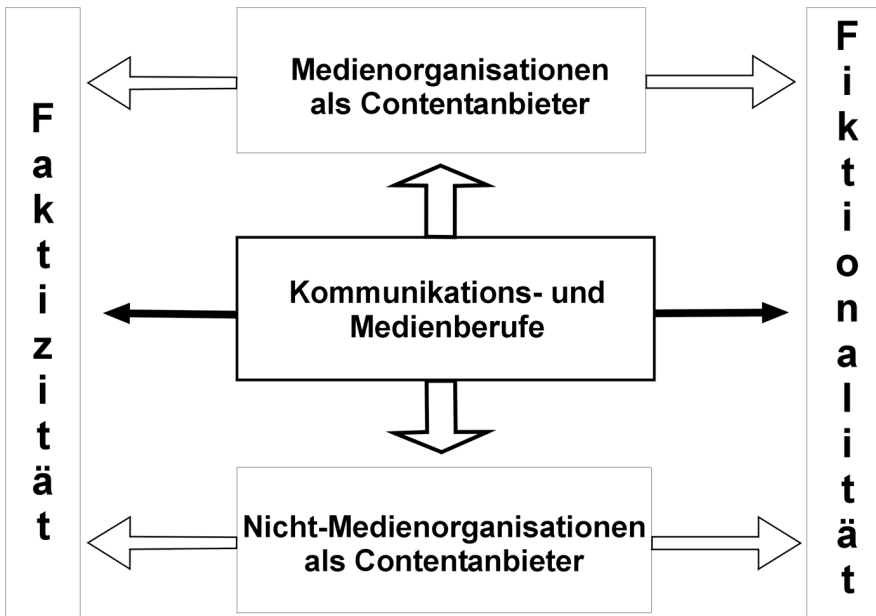 Faktizität
Medienorganisationen
als Contentanbieter
Kommunikations- und
Medienberufe
Nicht-Medienorganisationen
als Contentanbieter
Fiktionalität